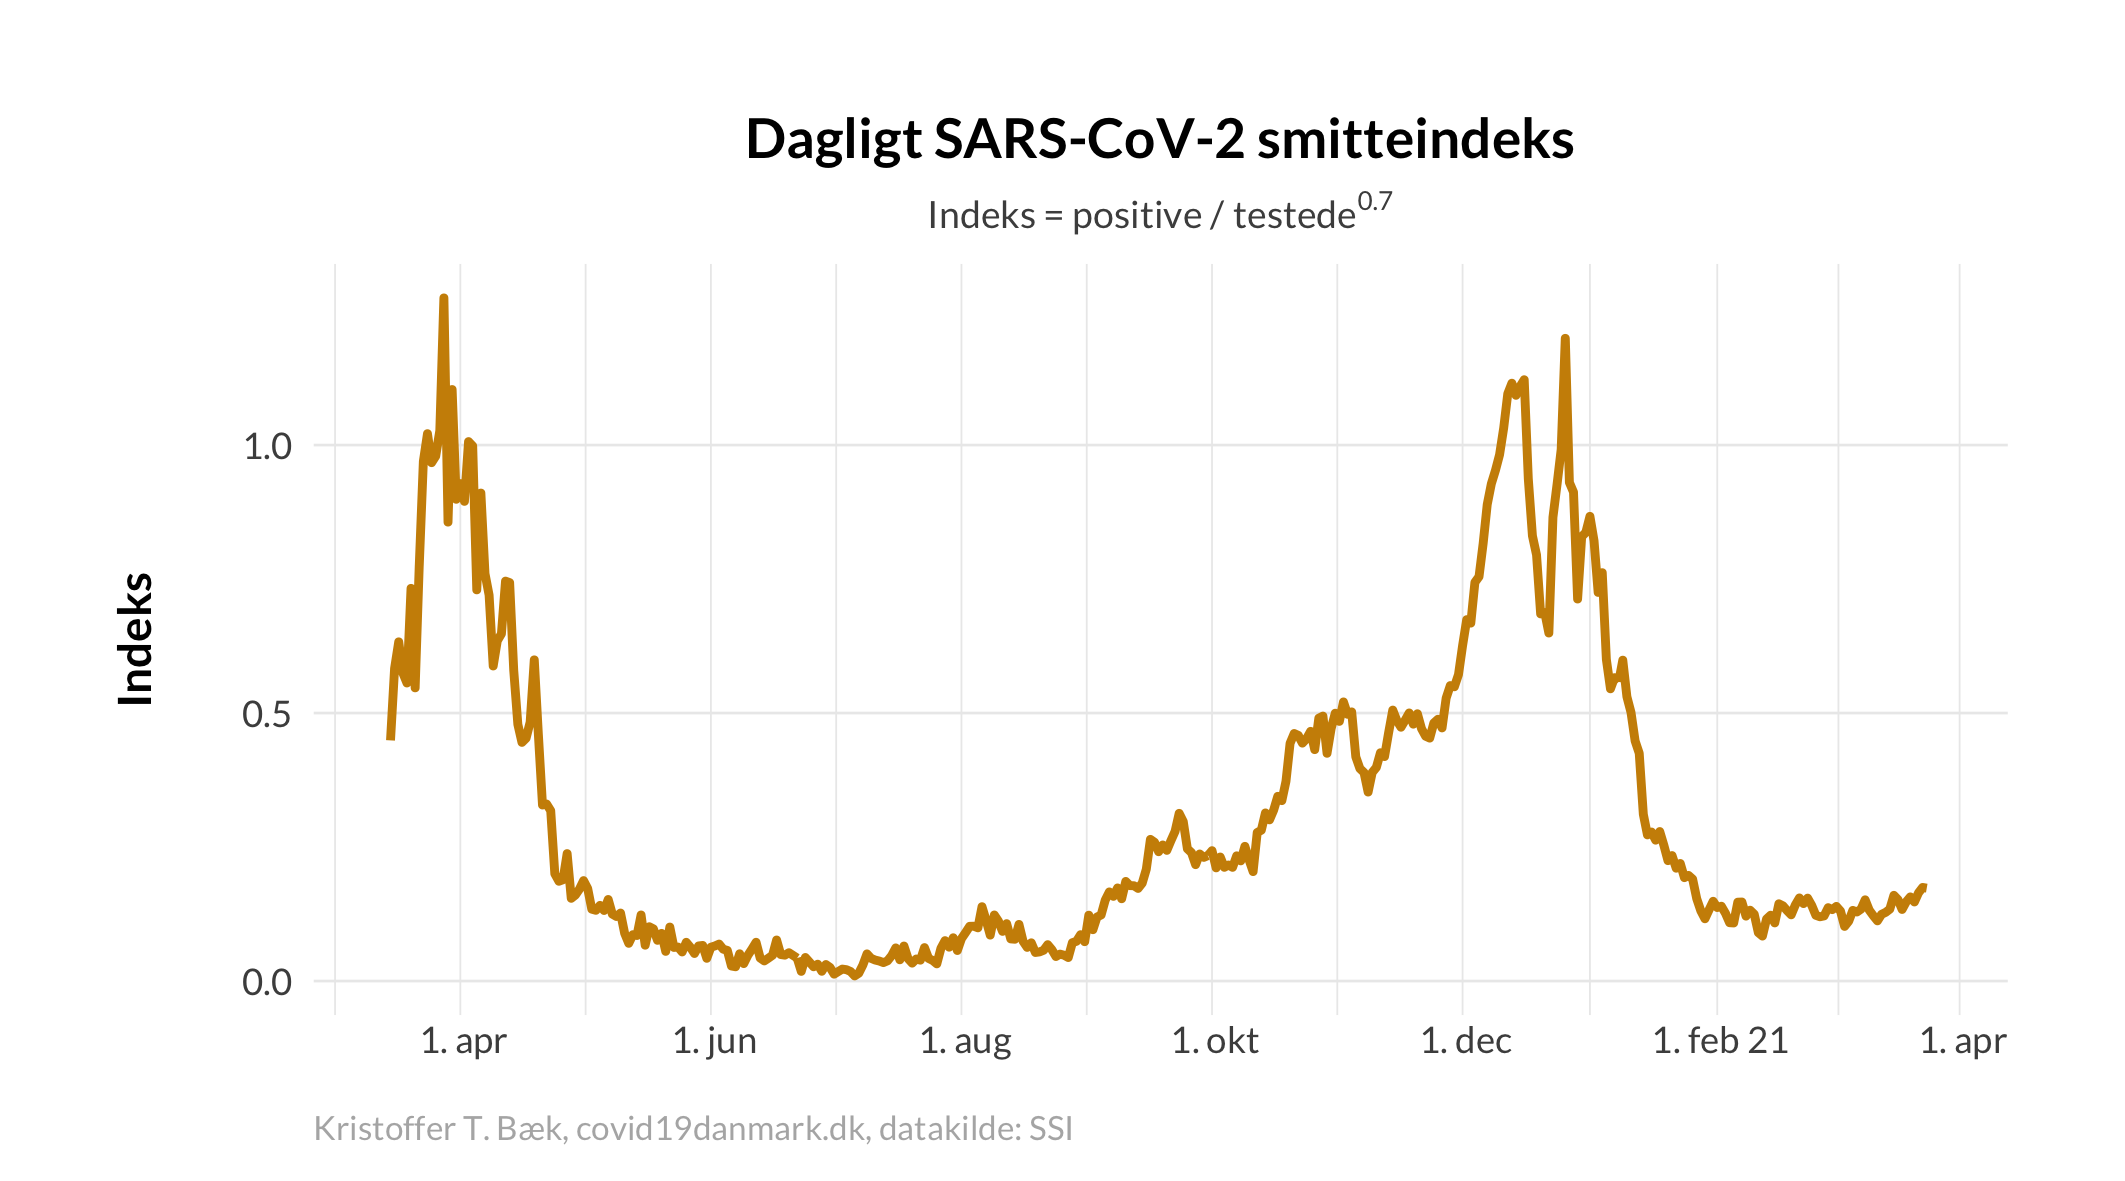 Dagligt SARS-CoV-2 smitteindeks
Indeks = positive / testede^0.7
Indeks
1.0
0.5
0.0
1. apr 1. jun 1. aug 1. okt 1. dec 1. feb 21 1. apr
Kristoffer T. Bæk, covid19danmark.dk, datakilde: SSI